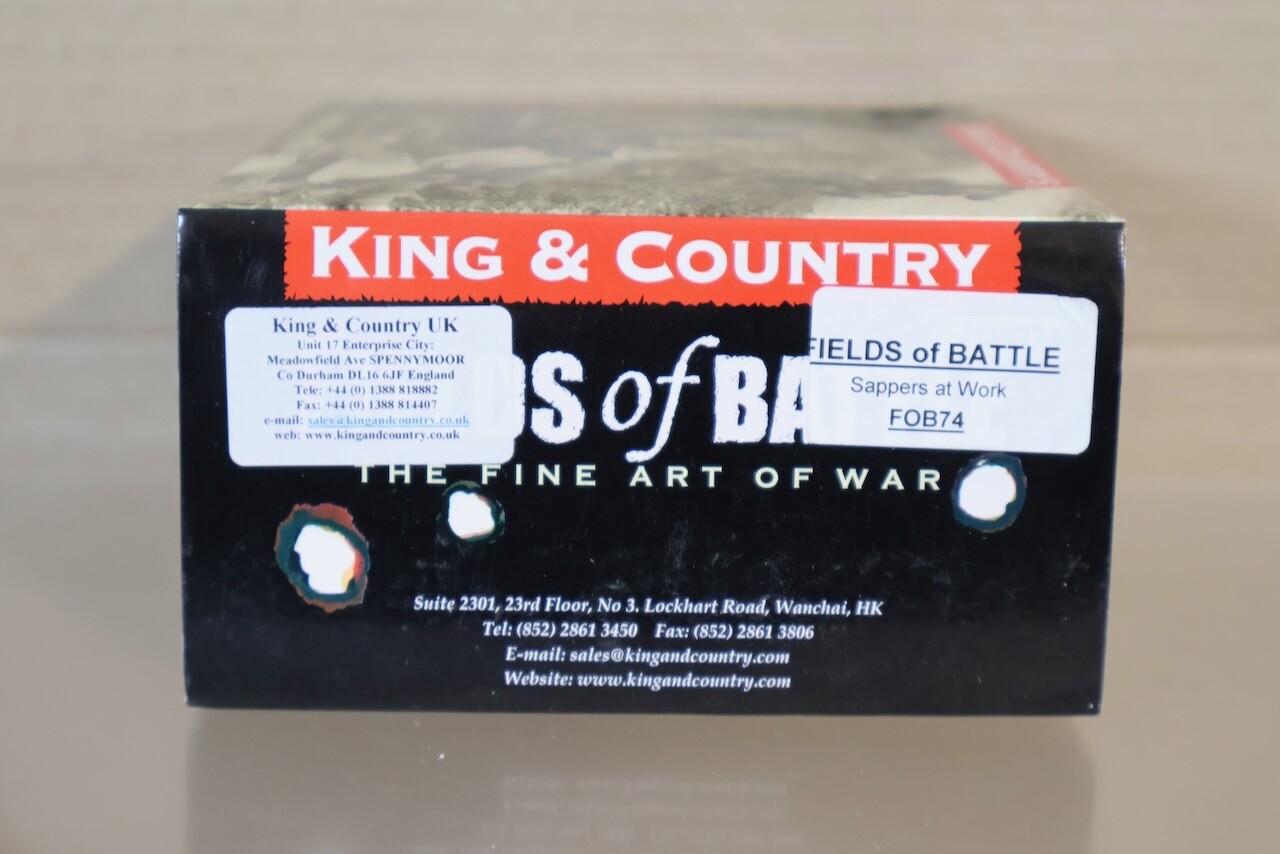 KING & COUNTRY
King & Country UK
Unit 17 Enterprise City:
Meadowfield Ave SPENNYMOOR
Co Durham DL16 6JF England
Tele: +44 (0) 1388 818882
Fax: +44 (0) 1388 814407
e-mail: sales@kingandcountry.co.uk
web: www.kingandcountry.co.uk
DS of BA
FIELDS of BATTLE
Sappers at Work
FOB74
THE FINE ART OF WAR
Suite 2301, 23rd Floor, No 3. Lockhart Road, Wanchai, HK
Tel: (852) 2861 3450 Fax: (852) 2861 3806
E-mail: sales@kingandcountry.com
Website: www.kingandcountry.com